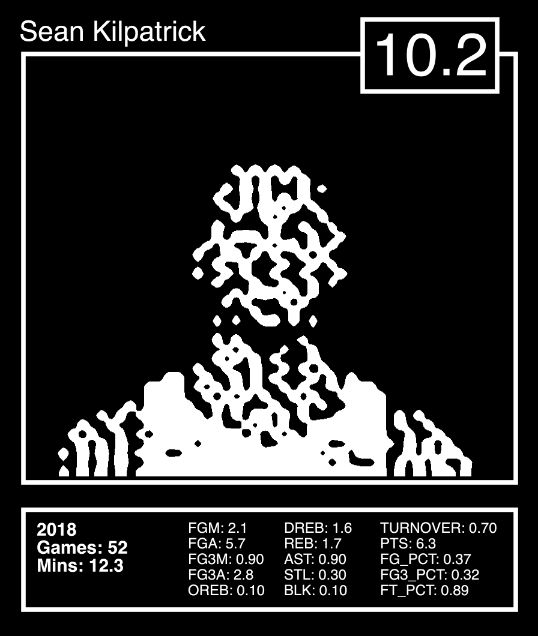 Sean Kilpatrick
10.2
2018
Games: 52
Mins: 12.3
FGM: 2.1
FGA: 5.7
FG3M: 0.90
FG3A: 2.8
OREB: 0.10
DREB: 1.6
REB: 1.7
AST: 0.90
STL: 0.30
BLK: 0.10
TURNOVER: 0.70
PTS: 6.3
FG_PCT: 0.37
FG3_PCT: 0.32
FT_PCT: 0.89